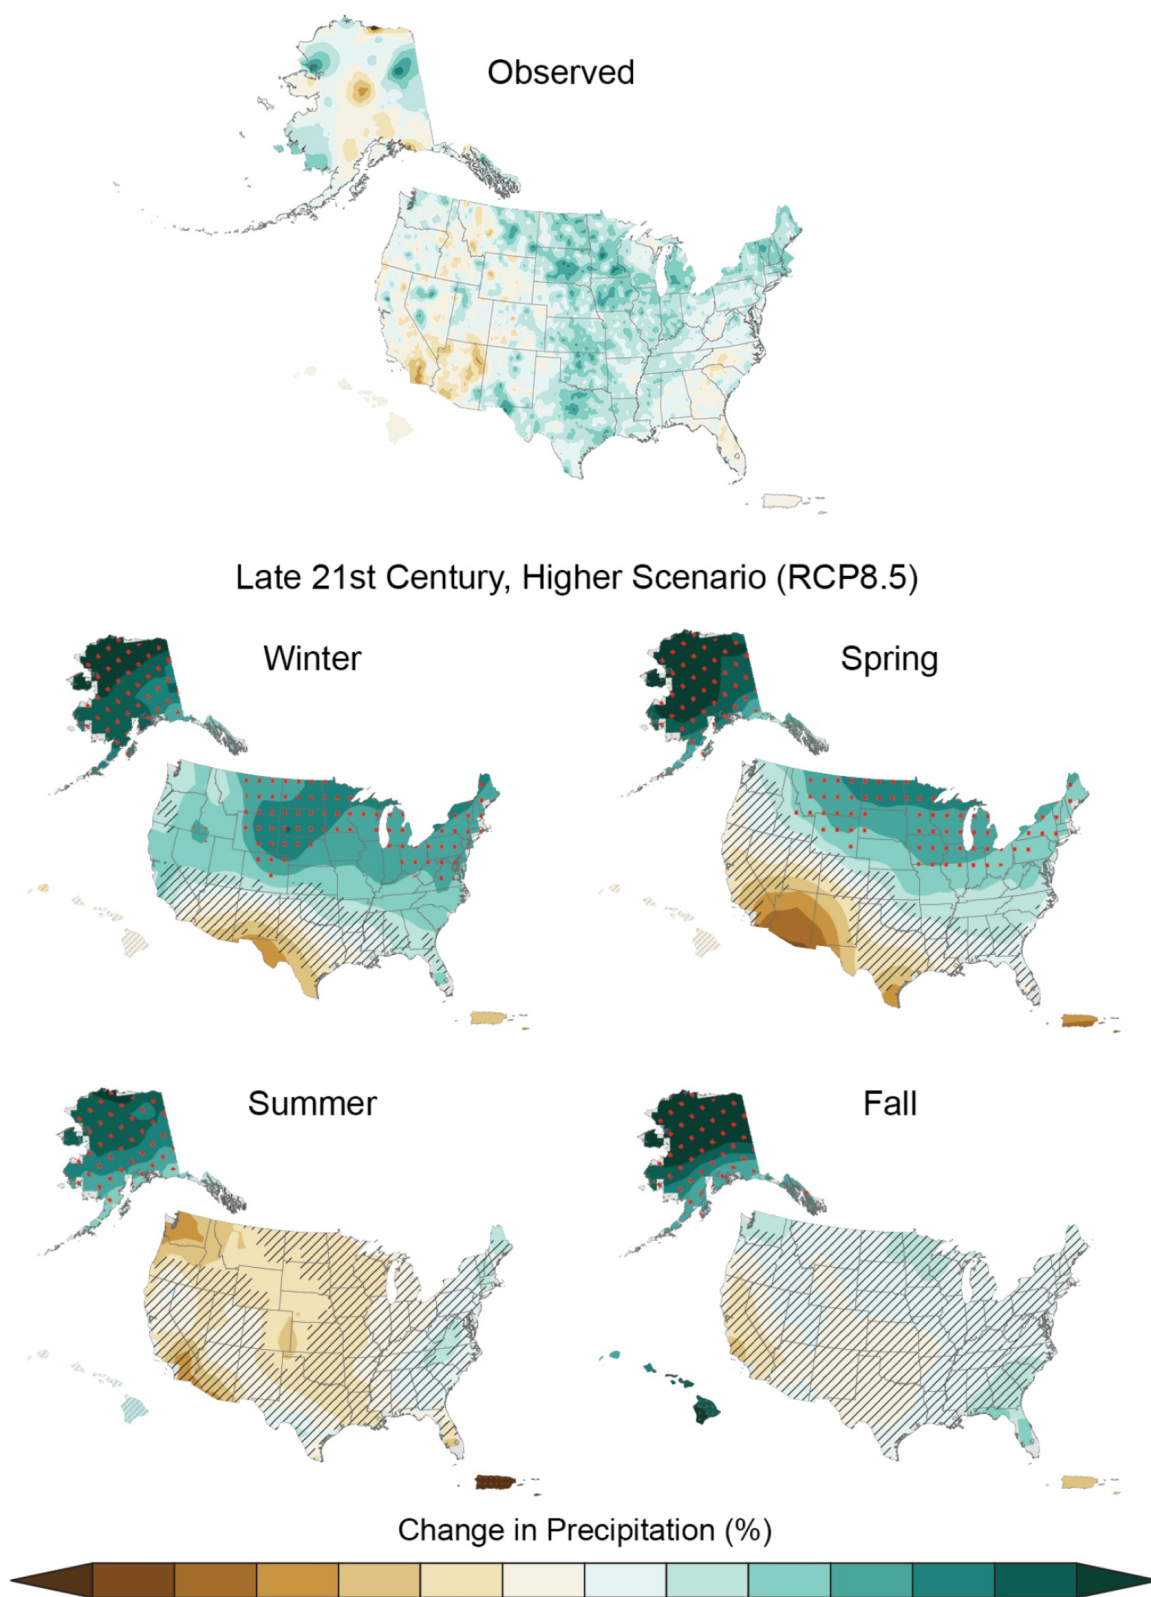 Observed
Late 21st Century, Higher Scenario (RCP8.5)
Winter
Spring
Summer
Fall
Change in Precipitation (%)